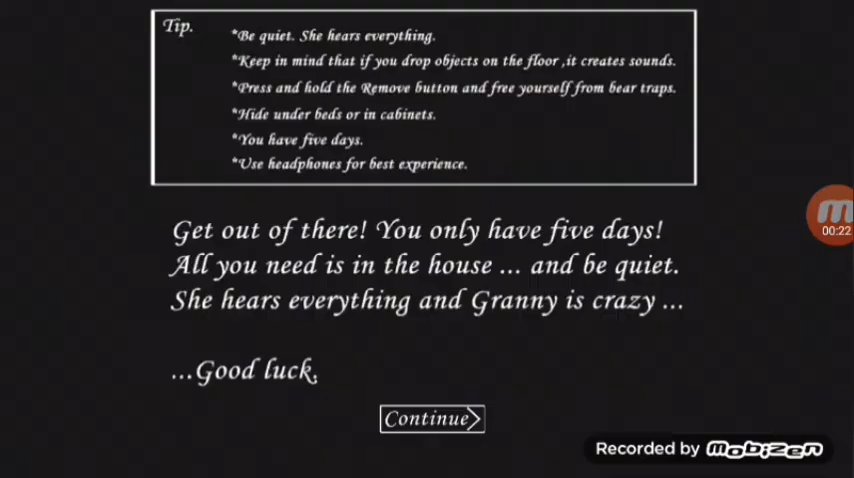 Tip.
*Be quiet. She hears everything.
*Keep in mind that if you drop objects on the floor ,it creates sounds.
*Press and hold the Remove button and free yourself from bear traps.
*Hide under beds or in cabinets.
*You have five days.
*Use headphones for best experience.
Get out of there! You only have five days!
All you need is in the house ... and be quiet.
She hears everything and Granny is crazy ...
...Good luck.
Continue
00:22
Recorded by mobizen